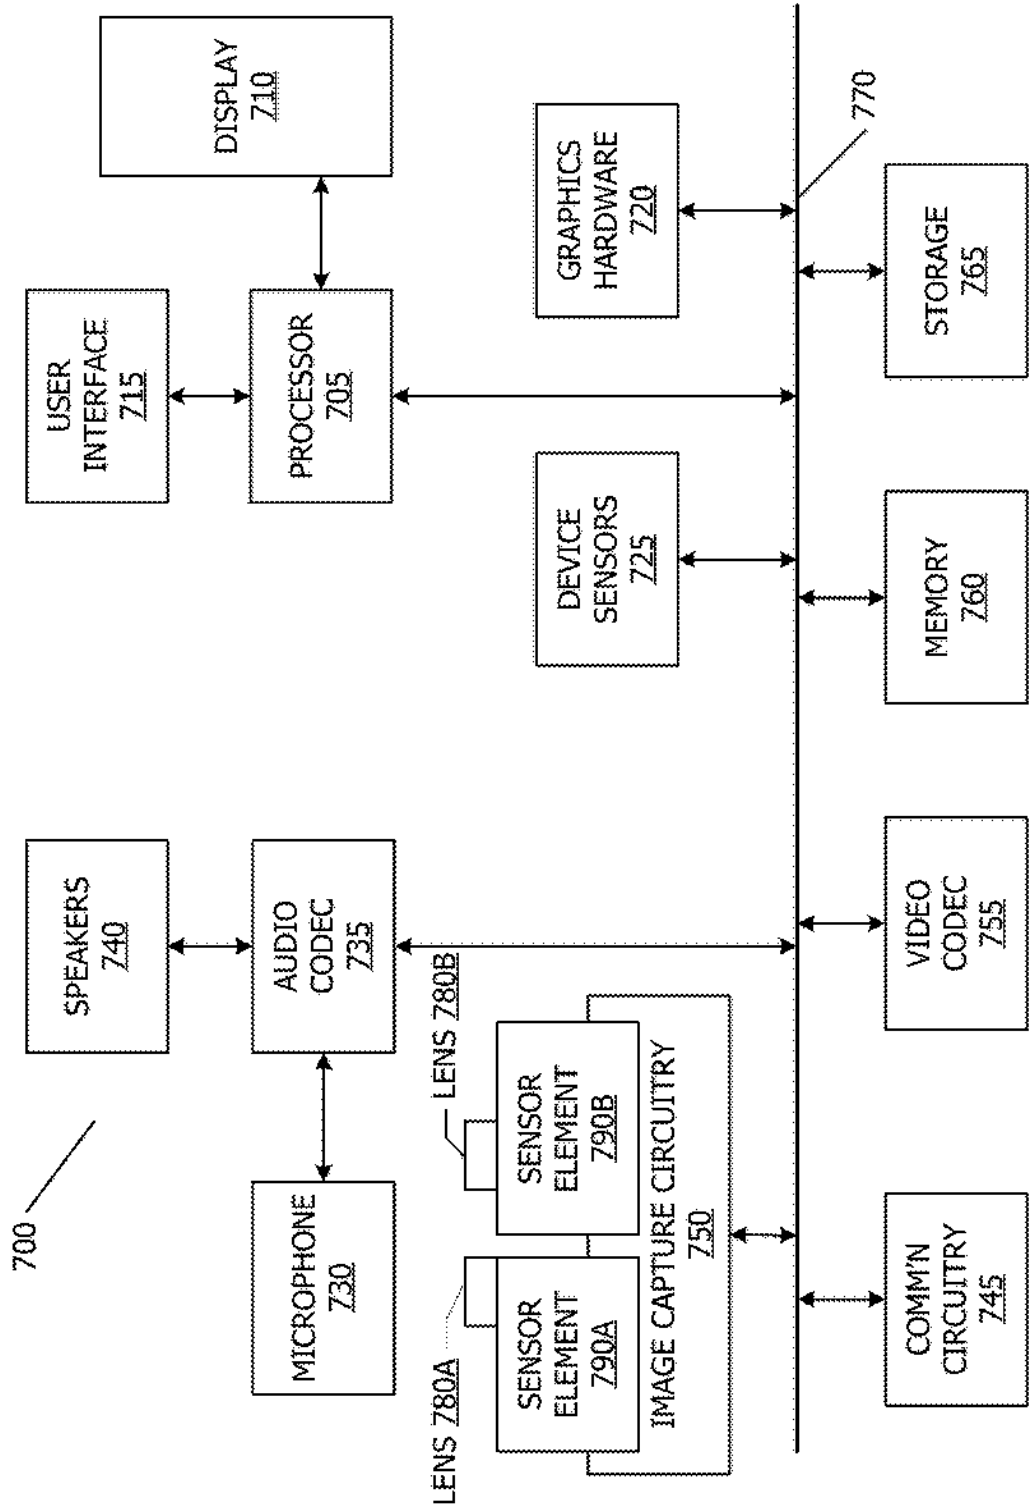 700
SPEAKERS
740
USER
INTERFACE
715
DISPLAY
710
MICROPHONE
730
AUDIO
CODEC
735
PROCESSOR
705
LENS 780A
LENS 780B
SENSOR
ELEMENT
790A
SENSOR
ELEMENT
790B
IMAGE CAPTURE CIRCUITRY
750
DEVICE
SENSORS
725
GRAPHICS
HARDWARE
720
770
COMM'N
CIRCUITRY
745
VIDEO
CODEC
755
MEMORY
760
STORAGE
765